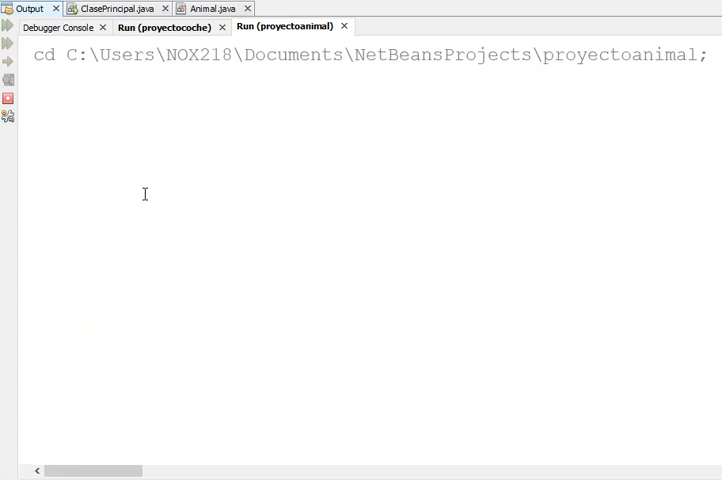 Output ClasePrincipal.java Animal.java
Debugger Console Run (proyectocoche) Run (proyectoanimal)
cd C:\Users\NOX218\Documents\NetBeansProjects\proyectoanimal;